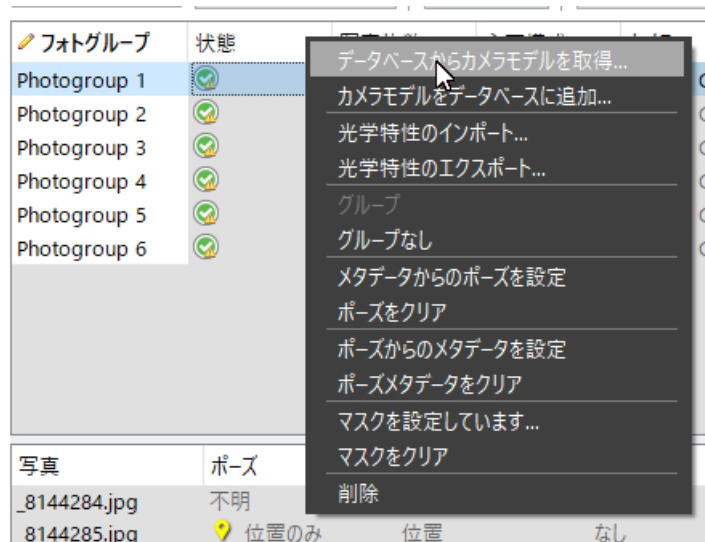 フォトグループ 状態
Photogroup 1
Photogroup 2
Photogroup 3
Photogroup 4
Photogroup 5
Photogroup 6
データベースからカメラモデルを取得...
カメラモデルをデータベースに追加...
光学特性のインポート...
光学特性のエクスポート...
グループ
グループなし
メタデータからのポーズを設定
ポーズをクリア
ポーズからのメタデータを設定
ポーズメタデータをクリア
マスクを設定しています...
マスクをクリア
削除
写真 ポーズ
_8144284.jpg 不明
_8144285.jpg 位置のみ 位置 なし